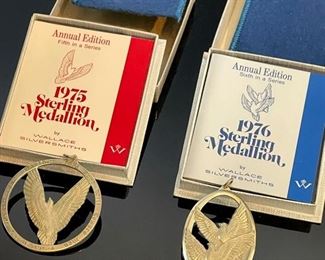 Annual Edition
Fifth in a Series
1975
Sterling
Medallion
by
WALLACE
SILVERSMITHS
W
Annual Edition
Sixth in a Series
1976
Sterling
Medallion
by
WALLACE
SILVERSMITHS
W